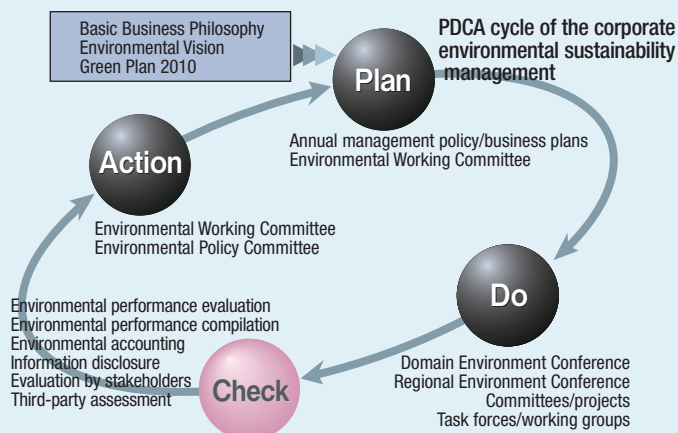 Basic Business Philosophy
Environmental Vision
Green Plan 2010
PDCA cycle of the corporate
environmental sustainability
management
Plan
Annual management policy/business plans
Environmental Working Committee
Action
Environmental Working Committee
Environmental Policy Committee
Do
Domain Environment Conference
Regional Environment Conference
Committees/projects
Task forces/working groups
Environmental performance evaluation
Environmental performance compilation
Environmental accounting
Information disclosure
Evaluation by stakeholders
Third-party assessment
Check